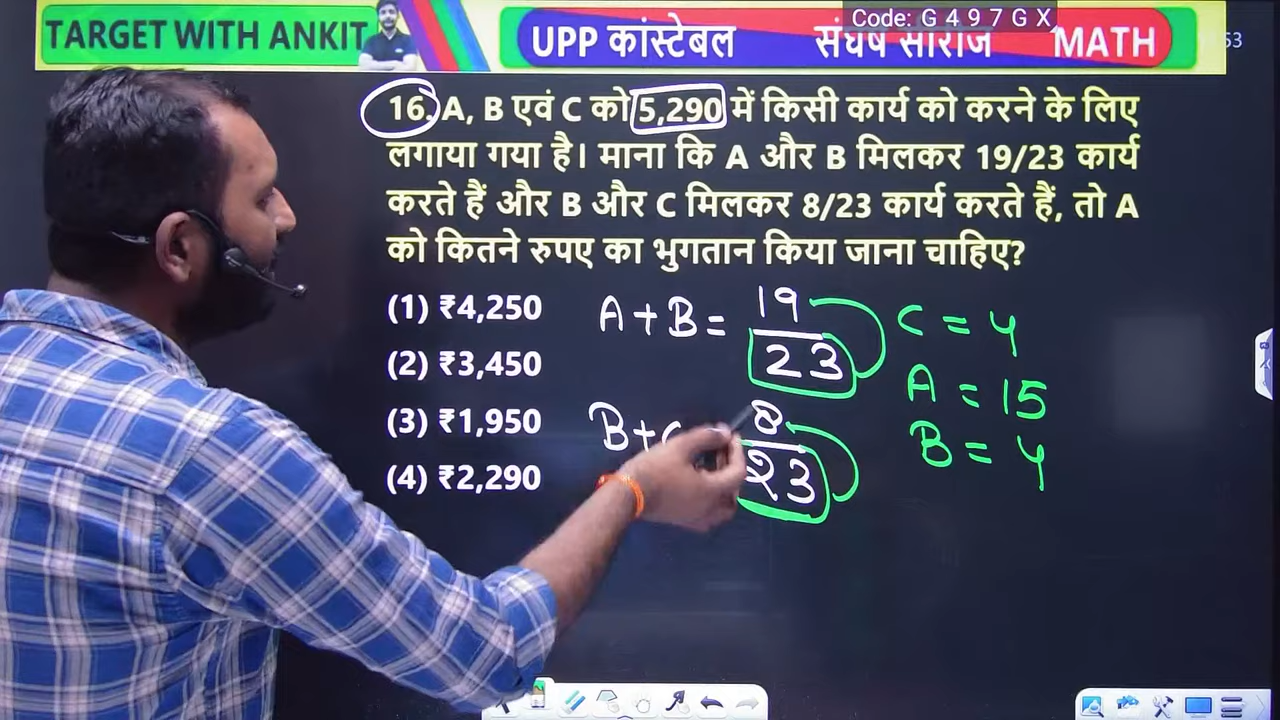 TARGET WITH ANKIT
UPP कांस्टेबल संघर्ष सीरीज MATH
Code: G 4 9 7 G X
53
16. A, B एवं C को 5,290 में किसी कार्य को करने के लिए
लगाया गया है। माना कि A और B मिलकर 19/23 कार्य
करते हैं और B और C मिलकर 8/23 कार्य करते हैं, तो A
को कितने रुपए का भुगतान किया जाना चाहिए?
(1) ₹4,250
(2) ₹3,450
(3) ₹1,950
(4) ₹2,290
A+B = 19/23
B+C
8/23
C = 4
A = 15
B = 4